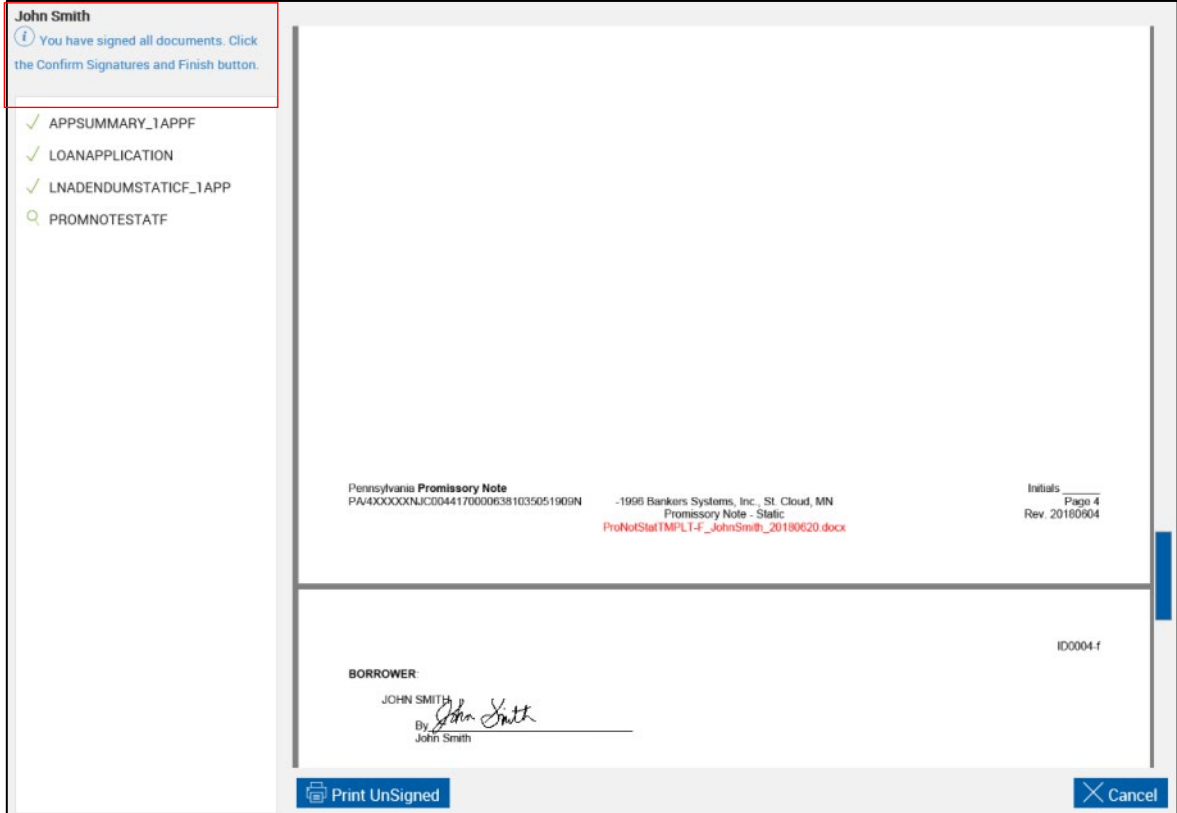 John Smith
You have signed all documents. Click
the Confirm Signatures and Finish button.
APPSUMMARY_1APPF
LOANAPPLICATION
LNADENDUMSTATICF_1APP
PROMNOTESTATF
Pennsylvania Promissory Note
PA/4XXXXXNJC00441700006381035051909N
-1996 Bankers Systems, Inc., St. Cloud, MN
Promissory Note - Static
ProNotStatTMPLT-F_JohnSmith_20180620.docx
Initials ______
Page 4
Rev. 20180604
ID0004-f
BORROWER:
JOHN SMITH
By John Smith
John Smith
Print UnSigned
Cancel